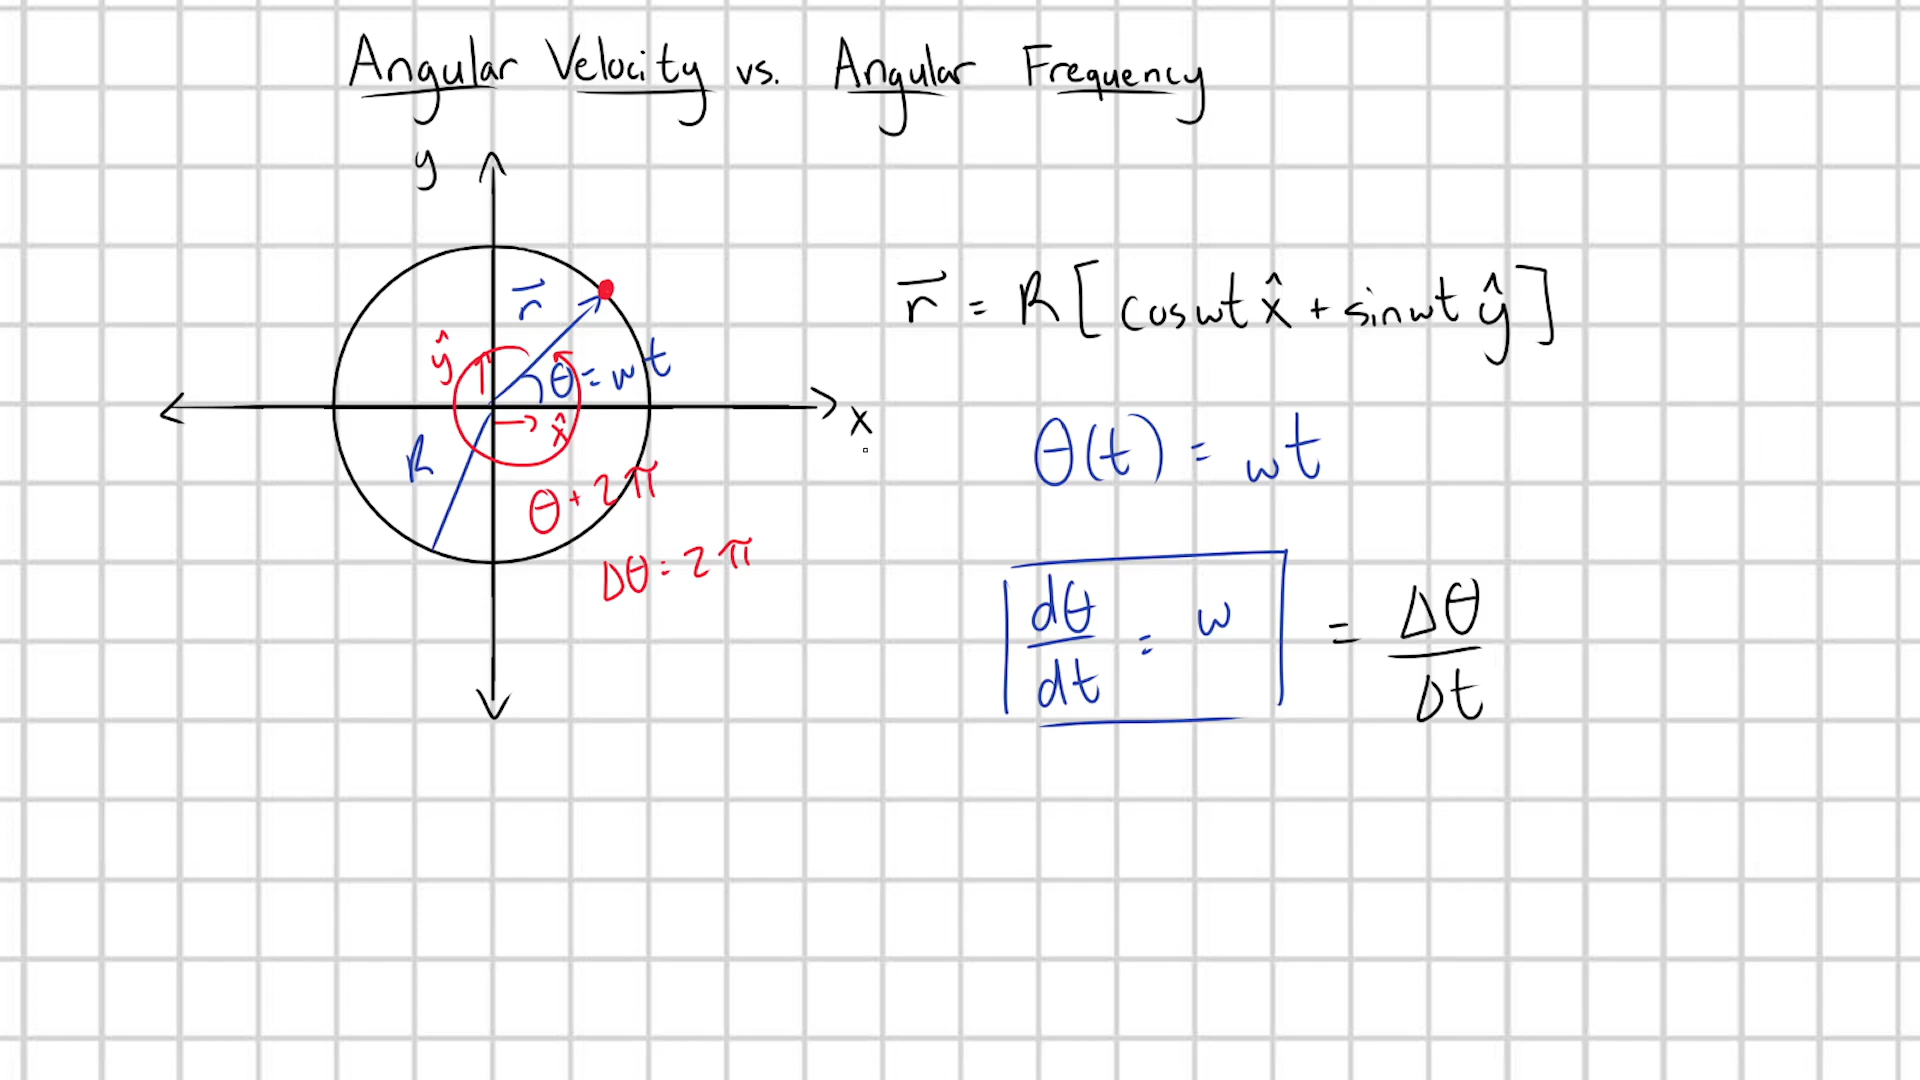 Angular Velocity vs. Angular Frequency
y
r⃗
ŷ
θ = ωt
x̂
x
R
θ + 2π
Δθ = 2π
r⃗ = R[cosωt x̂ + sinωt ŷ]
θ(t) = ωt
dθ/dt = ω = Δθ/Δt